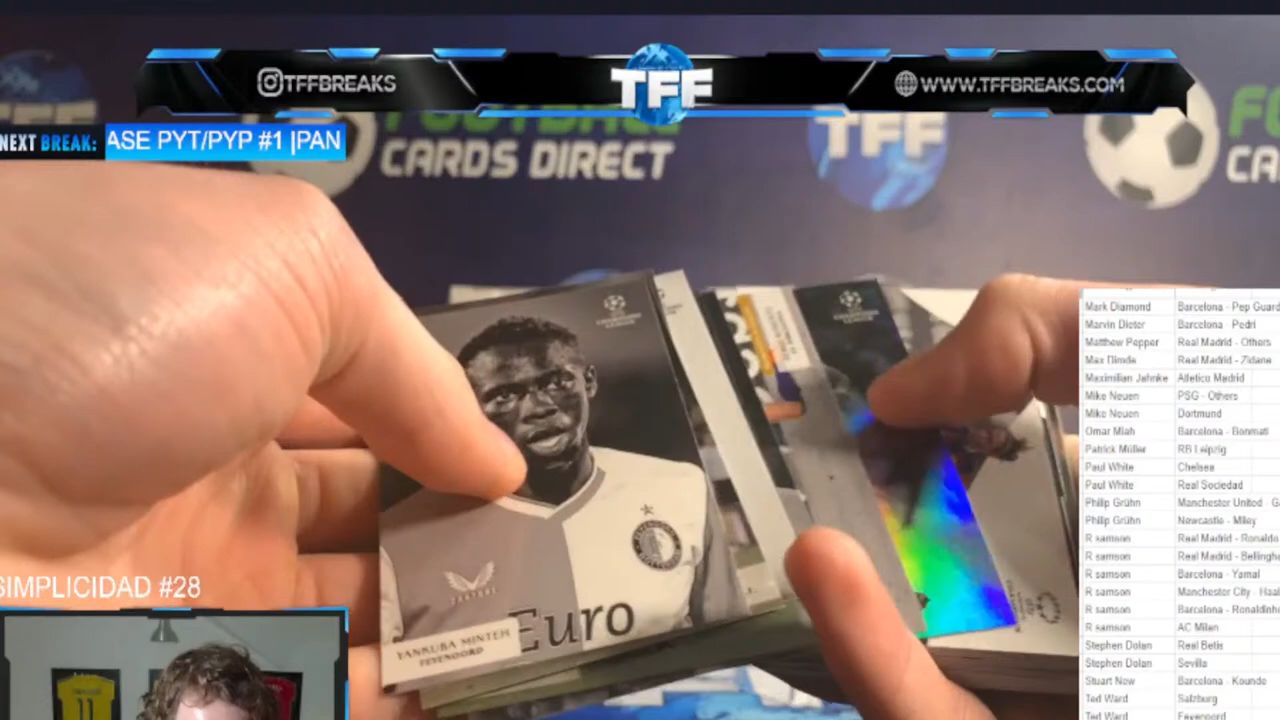 TFFBREAKS
TFF
WWW.TFFBREAKS.COM
NEXT BREAK:
ASE PYT/PYP #1 |PAN
FOOTBALL
CARDS DIRECT
TFF
SIMPLICIDAD #28
YANKUBA MINTEH
FEYENOORD
Euro
Mark Diamond Barcelona - Pep Guard
Marvin Dieter Barcelona - Pedri
Matthew Pepper Real Madrid - Others
Max Dimde Real Madrid - Zidane
Maximilian Jahnke Atletico Madrid
Mike Neuen PSG - Others
Mike Neuen Dortmund
Omar Miah Barcelona - Bonmati
Patrick Müller RB Leipzig
Paul White Chelsea
Paul White Real Sociedad
Philip Grühn Manchester United - G
Philip Grühn Newcastle - Miley
R samson Real Madrid - Ronaldo
R samson Real Madrid - Bellingha
R samson Barcelona - Yamal
R samson Manchester City - Haal
R samson Barcelona - Ronaldinho
R samson AC Milan
Stephen Dolan Real Betis
Stephen Dolan Sevilla
Stuart New Barcelona - Kounde
Ted Ward Salzburg
Ted Ward Feyenoord